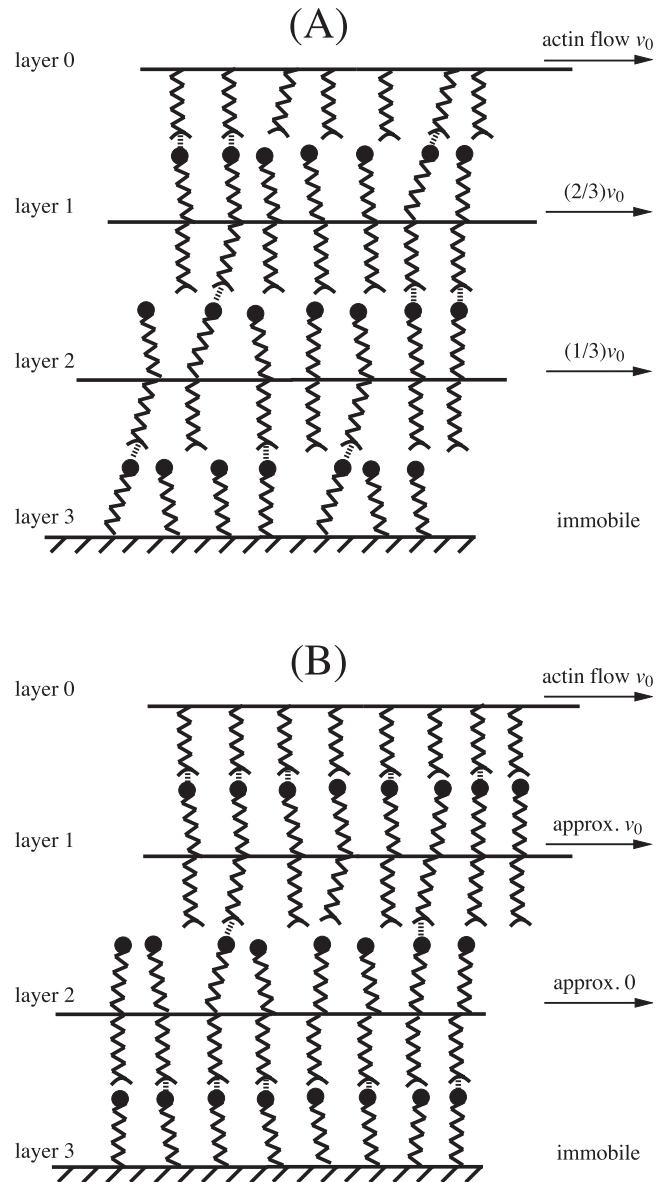 (A)
layer 0
actin flow v₀
layer 1
(2/3)v₀
layer 2
(1/3)v₀
layer 3
immobile
(B)
layer 0
actin flow v₀
layer 1
approx. v₀
layer 2
approx. 0
layer 3
immobile